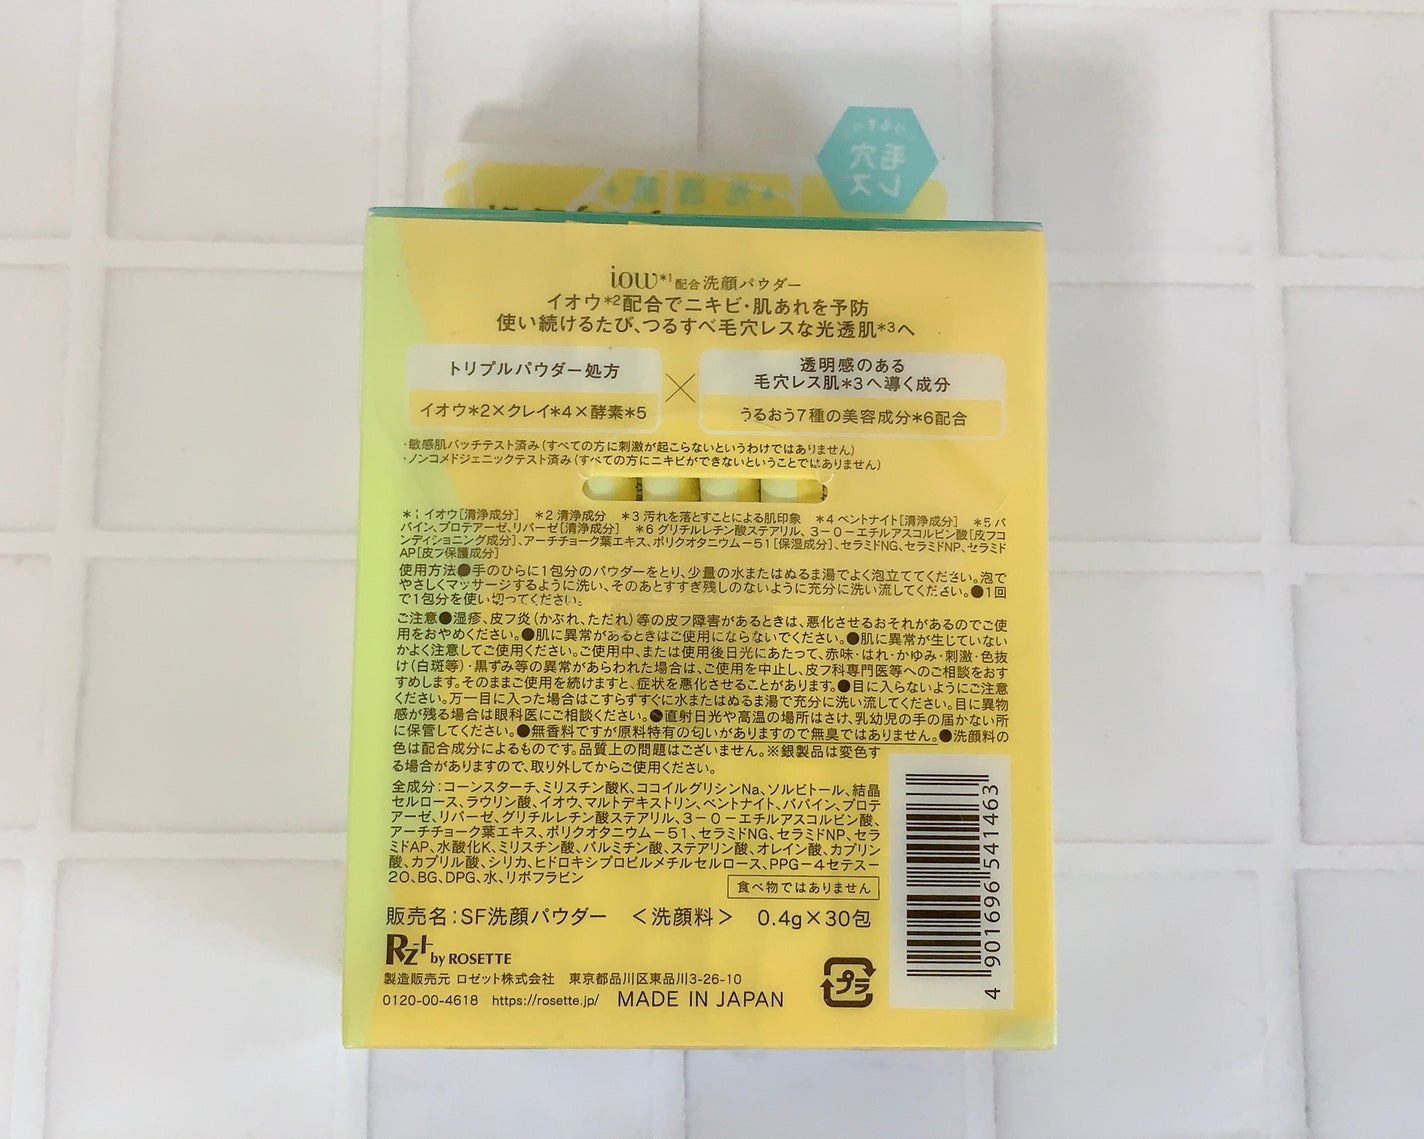 つるすべ
毛穴
レス
光透肌
iow*1配合洗顔パウダー
イオウ*2配合でニキビ・肌あれを予防
使い続けるたび、つるすべ毛穴レスな光透肌*3へ
トリプルパウダー処方
イオウ*2×クレイ*4×酵素*5
透明感のある
毛穴レス肌*3へ導く成分
うるおう7種の美容成分*6配合
・敏感肌パッチテスト済み(すべての方に刺激が起こらないというわけではありません)
・ノンコメドジェニックテスト済み(すべての方にニキビができないということではありません)
*1 イオウ[清浄成分] *2 清浄成分 *3 汚れを落とすことによる肌印象 *4 ベントナイト[清浄成分] *5 パ
パイン、プロテアーゼ、リパーゼ[清浄成分] *6 グリチルレチン酸ステアリル、3-O-エチルアスコルビン酸[皮フコ
ンディショニング成分]、アーチチョーク葉エキス、ポリクオタニウム-51[保湿成分]、セラミドNG、セラミドNP、セラミド
AP[皮フ保護成分]
使用方法●手のひらに1包分のパウダーをとり、少量の水またはぬるま湯でよく泡立ててください。泡で
やさしくマッサージするように洗い、そのあとすすぎ残しのないように充分に洗い流してください。●1回
で1包分を使い切ってください。
ご注意●湿疹、皮フ炎(かぶれ、ただれ)等の皮フ障害があるときは、悪化させるおそれがあるのでご使
用をおやめください。●肌に異常があるときはご使用にならないでください。●肌に異常が生じていない
かよく注意してご使用ください。ご使用中、または使用後日光にあたって、赤味・はれ・かゆみ・刺激・色抜
け(白斑等)・黒ずみ等の異常があらわれた場合は、ご使用を中止し、皮フ科専門医等へのご相談をおす
すめします。そのままご使用を続けますと、症状を悪化させることがあります。●目に入らないようにご注意
ください。万一目に入った場合はこすらずすぐに水またはぬるま湯で充分に洗い流してください。目に異物
感が残る場合は眼科医にご相談ください。●直射日光や高温の場所はさけ、乳幼児の手の届かない所
に保管してください。●無香料ですが原料特有の匂いがありますので無臭ではありません。●洗顔料の
色は配合成分によるものです。品質上の問題はございません。※銀製品は変色す
る場合がありますので、取り外してからご使用ください。
全成分:コーンスターチ、ミリスチン酸K、ココイルグリシンNa、ソルビトール、結晶
セルロース、ラウリン酸、イオウ、マルトデキストリン、ベントナイト、パパイン、プロテ
アーゼ、リパーゼ、グリチルレチン酸ステアリル、3-O-エチルアスコルビン酸、
アーチチョーク葉エキス、ポリクオタニウム-51、セラミドNG、セラミドNP、セラ
ミドAP、水酸化K、ミリスチン酸、パルミチン酸、ステアリン酸、オレイン酸、カプリン
酸、カプリル酸、シリカ、ヒドロキシプロピルメチルセルロース、PPG-4セテス-
20、BG、DPG、水、リボフラビン
食べ物ではありません
販売名:SF洗顔パウダー <洗顔料> 0.4g×30包
Rz+ by ROSETTE
製造販売元 ロゼット株式会社 東京都品川区東品川3-26-10
0120-00-4618 https://rosette.jp/ MADE IN JAPAN
プラ
4 901696 541463